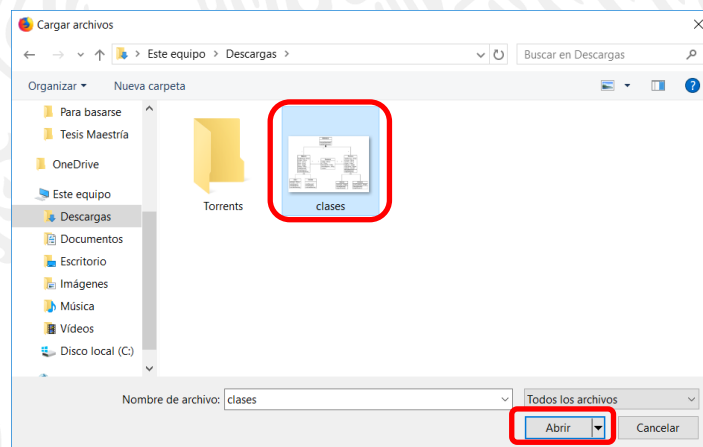 Cargar archivos
Este equipo > Descargas >
Buscar en Descargas
Organizar
Nueva carpeta
Para basarse
Tesis Maestría
OneDrive
Este equipo
Descargas
Documentos
Escritorio
Imágenes
Música
Vídeos
Disco local (C:)
Torrents
clases
Nombre de archivo: clases
Todos los archivos
Abrir
Cancelar